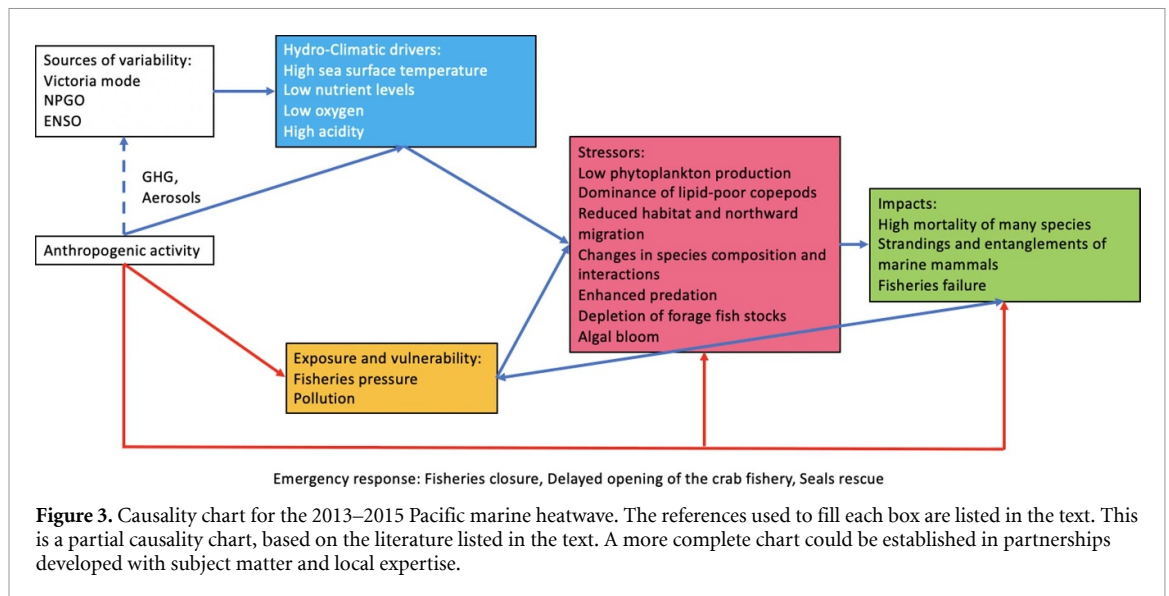 Sources of variability:
Victoria mode
NPGO
ENSO
Hydro-Climatic drivers:
High sea surface temperature
Low nutrient levels
Low oxygen
High acidity
GHG,
Aerosols
Anthropogenic activity
Stressors:
Low phytoplankton production
Dominance of lipid-poor copepods
Reduced habitat and northward
migration
Changes in species composition and
interactions
Enhanced predation
Depletion of forage fish stocks
Algal bloom
Impacts:
High mortality of many species
Strandings and entanglements of
marine mammals
Fisheries failure
Exposure and vulnerability:
Fisheries pressure
Pollution
Emergency response: Fisheries closure, Delayed opening of the crab fishery, Seals rescue
Figure 3. Causality chart for the 2013–2015 Pacific marine heatwave. The references used to fill each box are listed in the text. This
is a partial causality chart, based on the literature listed in the text. A more complete chart could be established in partnerships
developed with subject matter and local expertise.